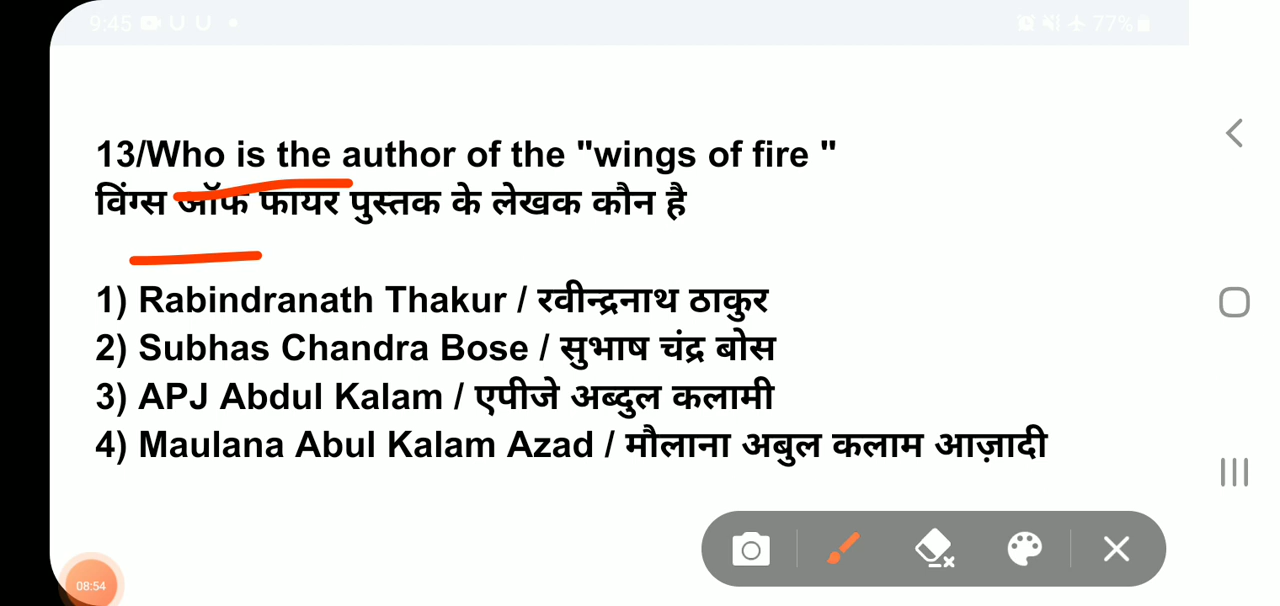 9:45 U U 77%
13/Who is the author of the "wings of fire "
विंग्स ऑफ फायर पुस्तक के लेखक कौन है
1) Rabindranath Thakur / रवीन्द्रनाथ ठाकुर
2) Subhas Chandra Bose / सुभाष चंद्र बोस
3) APJ Abdul Kalam / एपीजे अब्दुल कलामी
4) Maulana Abul Kalam Azad / मौलाना अबुल कलाम आज़ादी
08:54